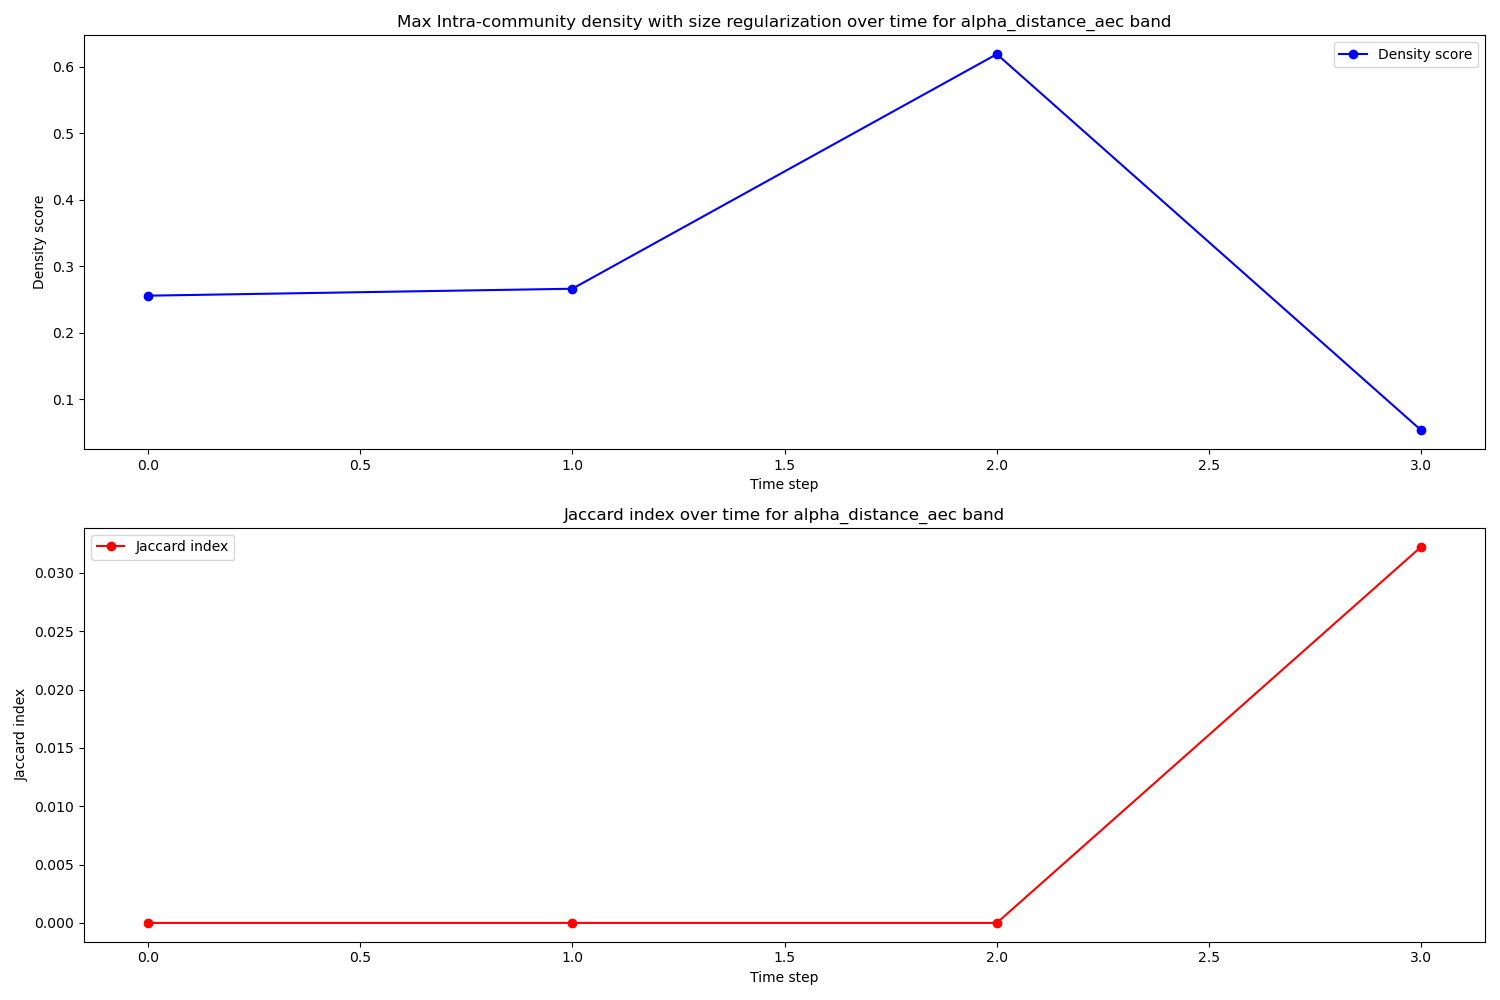 Max Intra-community density with size regularization over time for alpha_distance_aec band
Density score
Density score
0.6
0.5
0.4
0.3
0.2
0.1
0.0 0.5 1.0 1.5 2.0 2.5 3.0
Time step
Jaccard index over time for alpha_distance_aec band
Jaccard index
Jaccard index
0.030
0.025
0.020
0.015
0.010
0.005
0.000
0.0 0.5 1.0 1.5 2.0 2.5 3.0
Time step